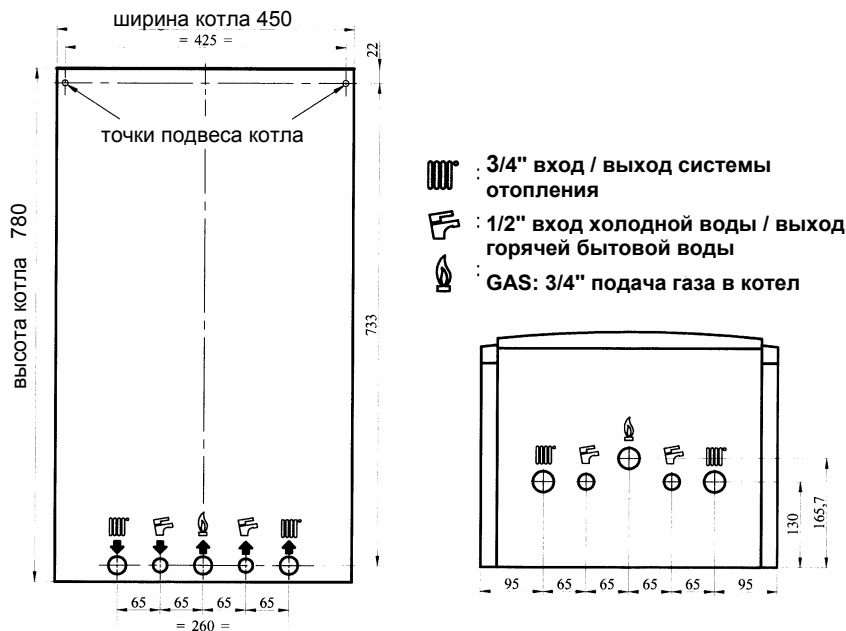 ширина котла 450
= 425 =
22
точки подвеса котла
высота котла 780
733
65 65 65 65
= 260 =
: 3/4" вход / выход системы
отопления
: 1/2" вход холодной воды / выход
горячей бытовой воды
: GAS: 3/4" подача газа в котел
130
165,7
95 65 65 65 65 95